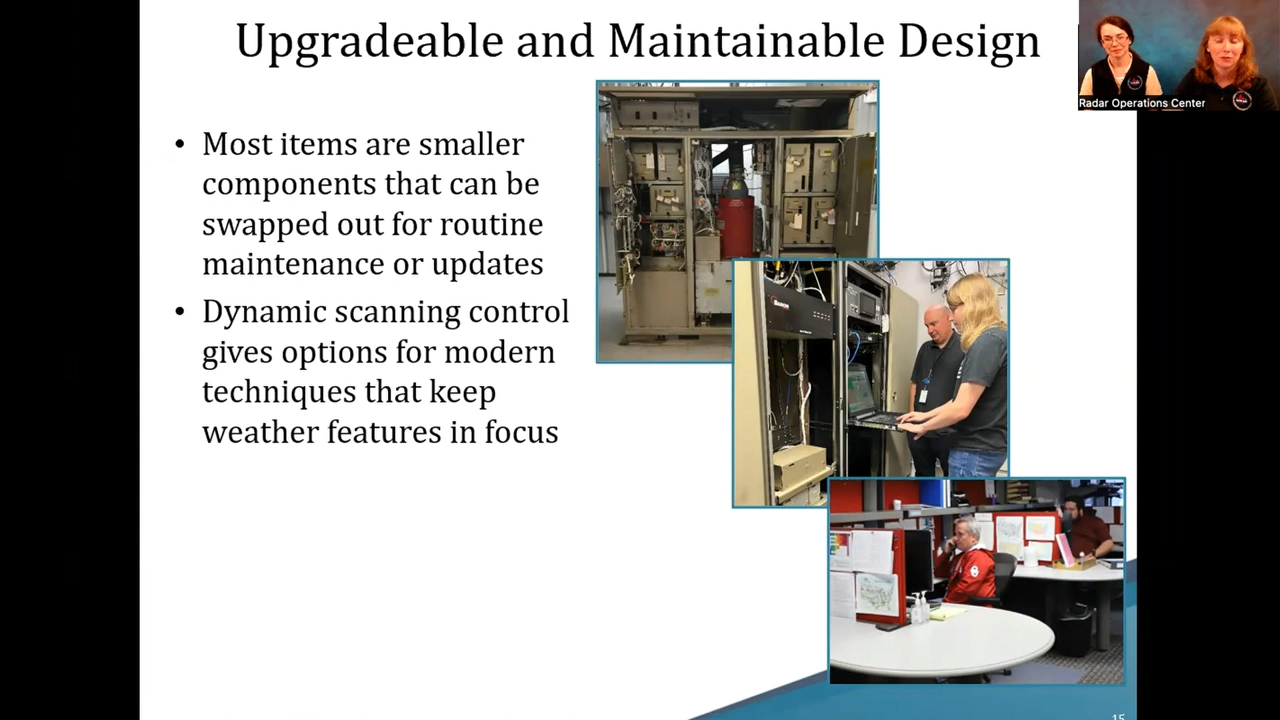 Upgradeable and Maintainable Design
• Most items are smaller
components that can be
swapped out for routine
maintenance or updates
• Dynamic scanning control
gives options for modern
techniques that keep
weather features in focus
Radar Operations Center
15